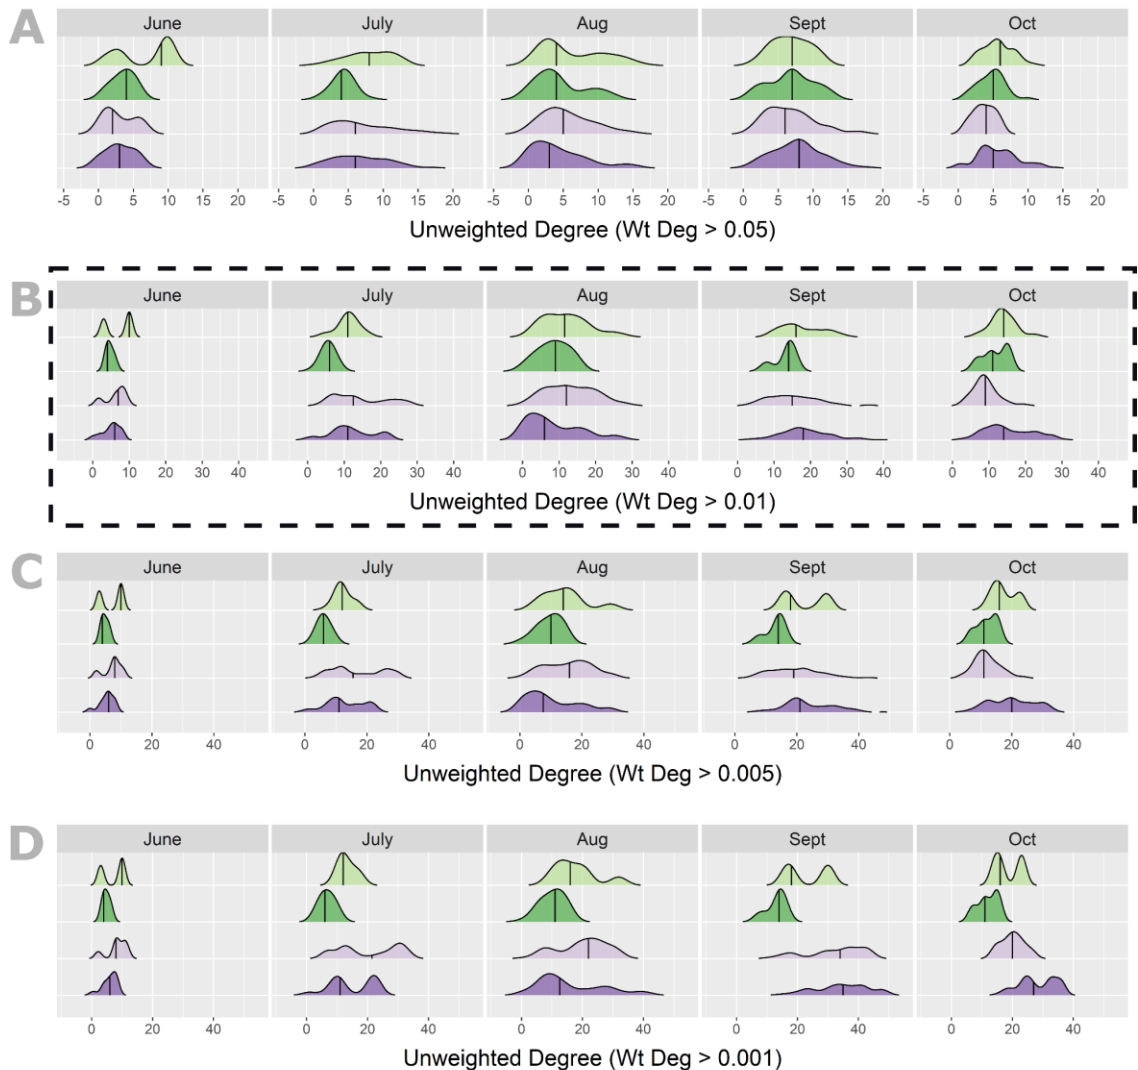 A
June July Aug Sept Oct
-5 0 5 10 15 20 -5 0 5 10 15 20 -5 0 5 10 15 20 -5 0 5 10 15 20 -5 0 5 10 15 20
Unweighted Degree (Wt Deg > 0.05)
B
June July Aug Sept Oct
0 10 20 30 40 0 10 20 30 40 0 10 20 30 40 0 10 20 30 40 0 10 20 30 40
Unweighted Degree (Wt Deg > 0.01)
C
June July Aug Sept Oct
0 20 40 0 20 40 0 20 40 0 20 40 0 20 40
Unweighted Degree (Wt Deg > 0.005)
D
June July Aug Sept Oct
0 20 40 0 20 40 0 20 40 0 20 40 0 20 40
Unweighted Degree (Wt Deg > 0.001)